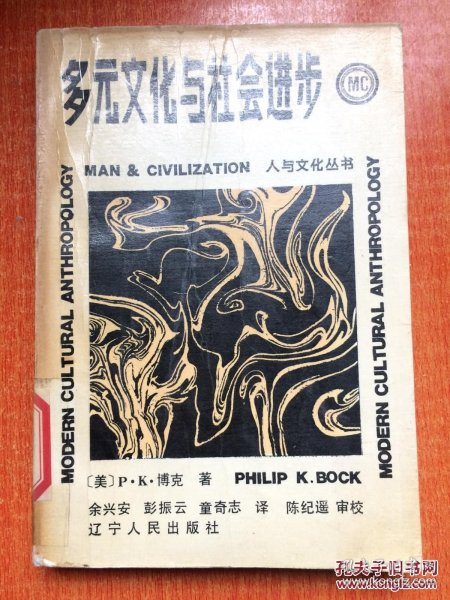 多元文化与社会进步
MC
MAN & CIVILIZATION 人与文化丛书
MODERN CULTURAL ANTHROPOLOGY
MODERN CULTURAL ANTHROPOLOGY
〔美〕P·K·博克 著 PHILIP K. BOCK
余兴安 彭振云 童奇志 译 陈纪遥 审校
辽宁人民出版社
孔夫子旧书网
www.kongfz.com